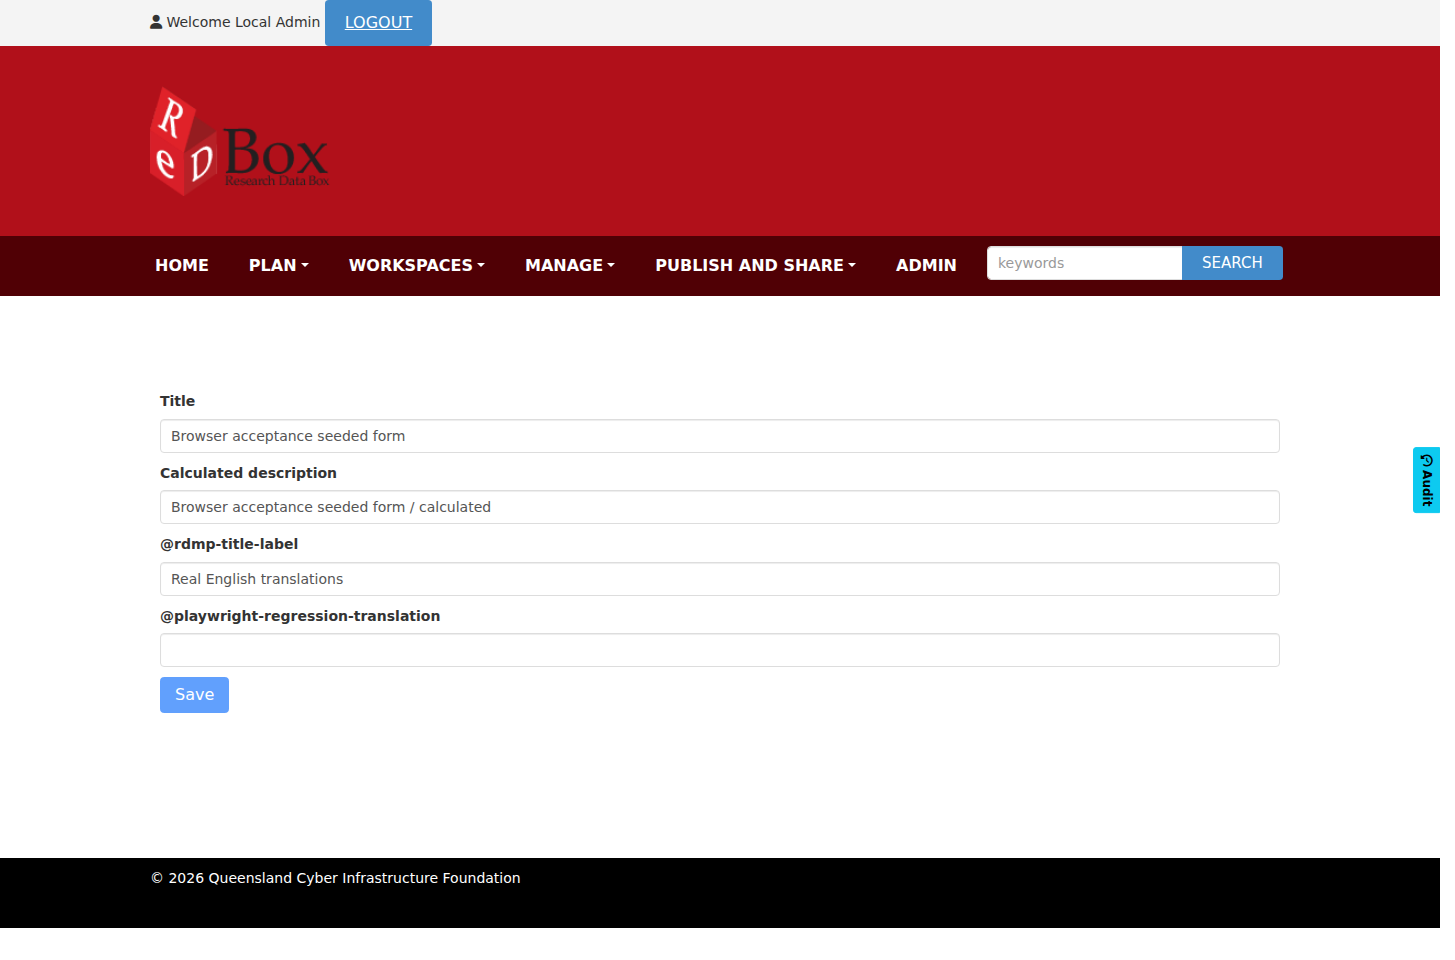 Welcome Local Admin LOGOUT
R
e D Box
Research Data Box
HOME PLAN WORKSPACES MANAGE PUBLISH AND SHARE ADMIN keywords SEARCH
Title
Browser acceptance seeded form
Calculated description
Browser acceptance seeded form / calculated
@rdmp-title-label
Real English translations
@playwright-regression-translation
Save
Audit
© 2026 Queensland Cyber Infrastructure Foundation